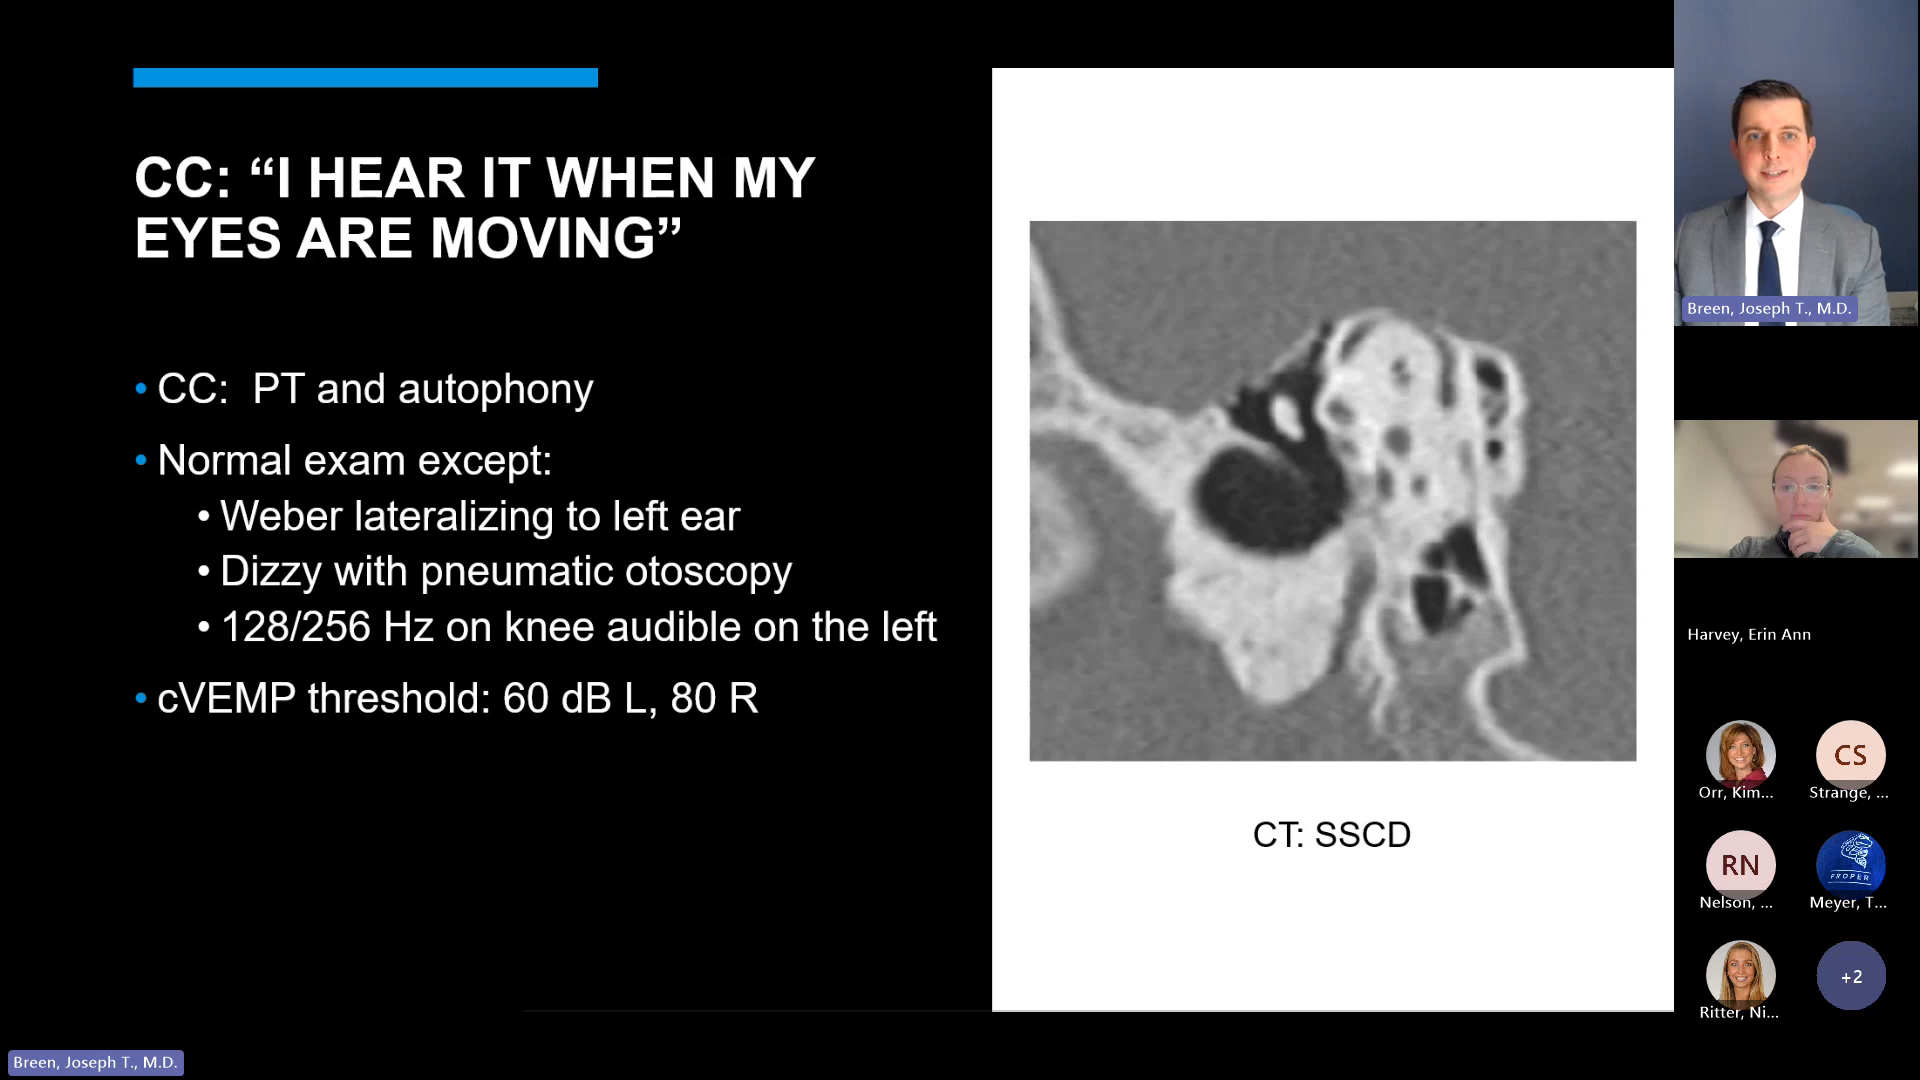 CC: “I HEAR IT WHEN MY
EYES ARE MOVING”
• CC: PT and autophony
• Normal exam except:
• Weber lateralizing to left ear
• Dizzy with pneumatic otoscopy
• 128/256 Hz on knee audible on the left
• cVEMP threshold: 60 dB L, 80 R
CT: SSCD
Breen, Joseph T., M.D.
Harvey, Erin Ann
Orr, Kim...
CS
Strange, ...
RN
Nelson, ...
PROPER
Meyer, T...
Ritter, Ni...
+2
Breen, Joseph T., M.D.